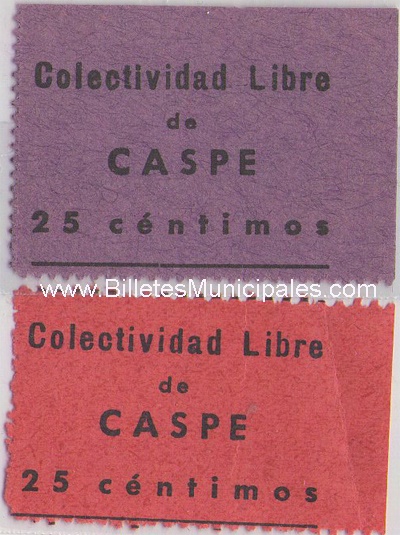 Colectividad Libre
de
CASPE
25 céntimos
www.BilletesMunicipales.com
Colectividad Libre
de
CASPE
25 céntimos